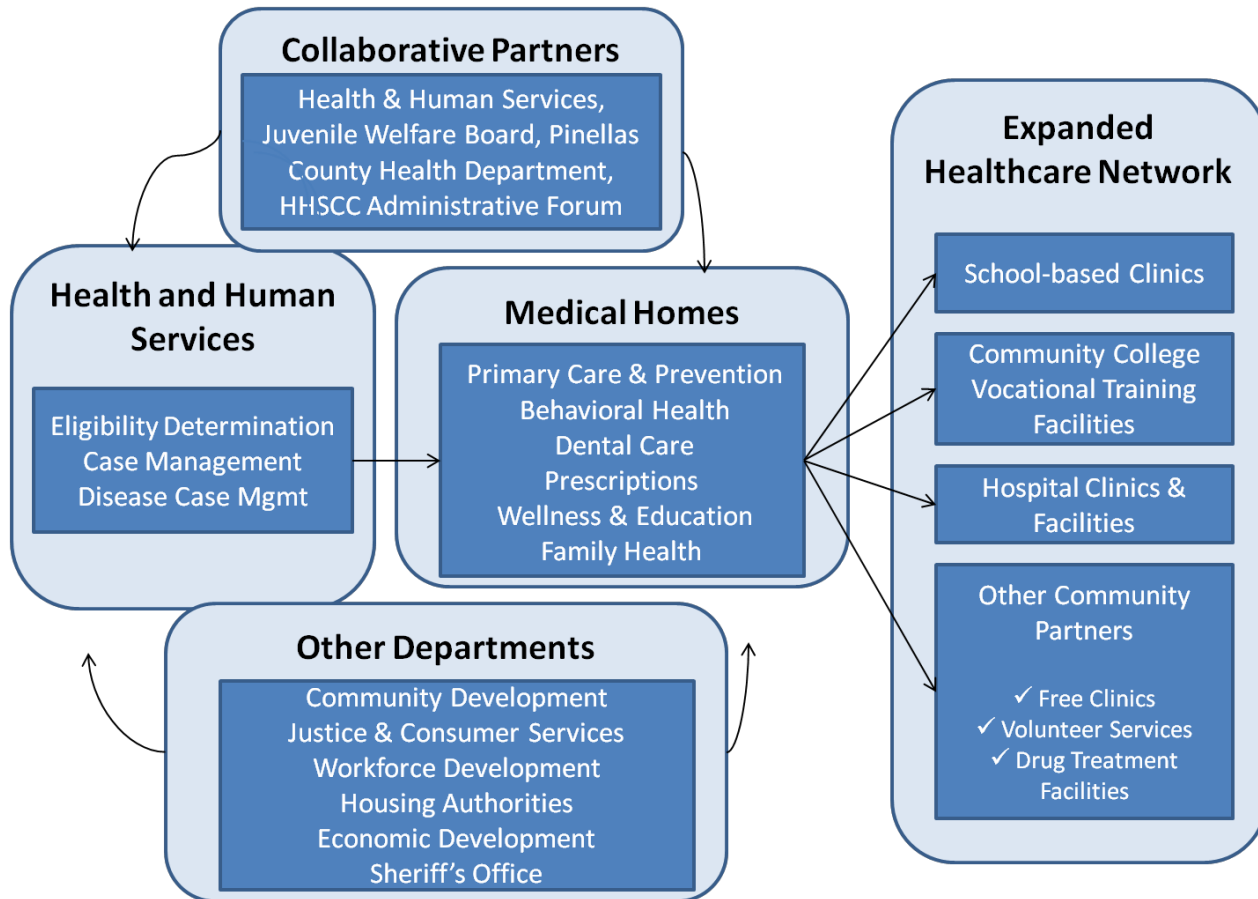 Collaborative Partners
Health & Human Services,
Juvenile Welfare Board, Pinellas
County Health Department,
HHSCC Administrative Forum
Health and Human
Services
Eligibility Determination
Case Management
Disease Case Mgmt
Medical Homes
Primary Care & Prevention
Behavioral Health
Dental Care
Prescriptions
Wellness & Education
Family Health
Other Departments
Community Development
Justice & Consumer Services
Workforce Development
Housing Authorities
Economic Development
Sheriff’s Office
Expanded
Healthcare Network
School-based Clinics
Community College
Vocational Training
Facilities
Hospital Clinics &
Facilities
Other Community
Partners
✓ Free Clinics
✓ Volunteer Services
✓ Drug Treatment
Facilities